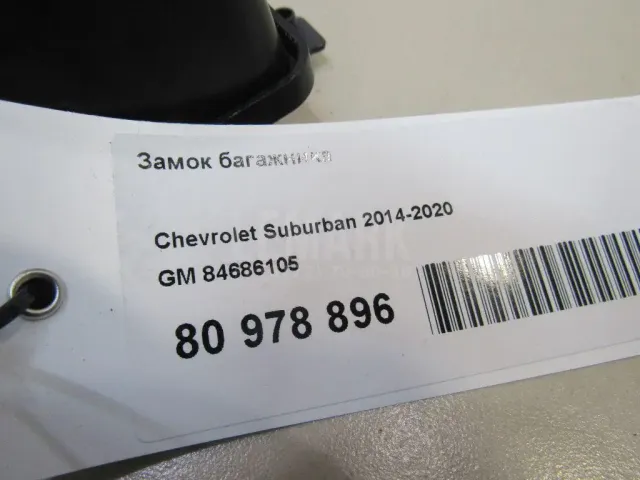 Замок багажника
Chevrolet Suburban 2014-2020
GM 84686105
80 978 896